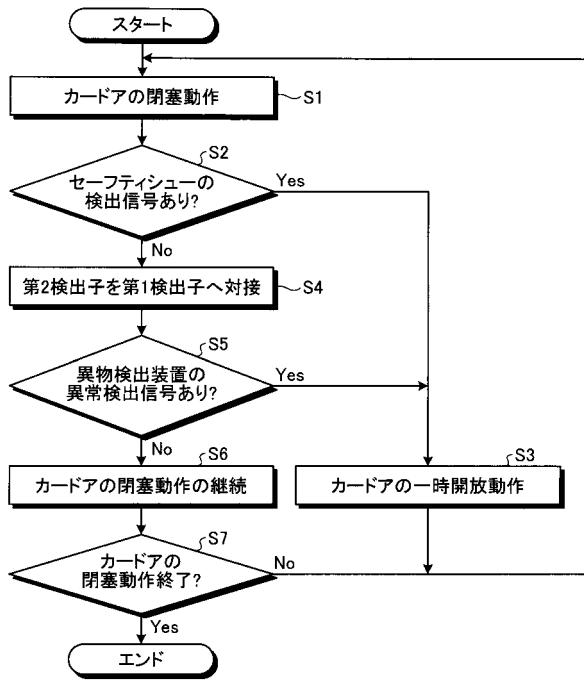 スタート
カードアの閉塞動作
S1
S2
セーフティシューの
検出信号あり?
Yes
No
第2検出子を第1検出子へ対接
S4
S5
異物検出装置の
異常検出信号あり?
Yes
No
S6
カードアの閉塞動作の継続
S3
カードアの一時開放動作
S7
カードアの
閉塞動作終了?
No
Yes
エンド